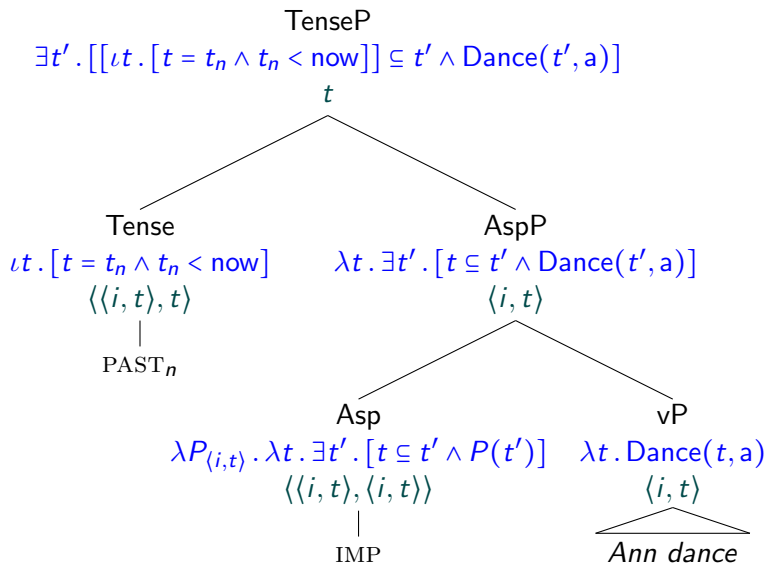 TenseP
∃t′ . [[ιt . [t = tₙ ∧ tₙ < now]] ⊆ t′ ∧ Dance(t′, a)]
t
Tense AspP
ιt . [t = tₙ ∧ tₙ < now] λt . ∃t′ . [t ⊆ t′ ∧ Dance(t′, a)]
⟨⟨i, t⟩, t⟩ ⟨i, t⟩
PASTₙ
Asp vP
λP⟨i,t⟩ . λt . ∃t′ . [t ⊆ t′ ∧ P(t′)] λt . Dance(t, a)
⟨⟨i, t⟩, ⟨i, t⟩⟩ ⟨i, t⟩
IMP Ann dance